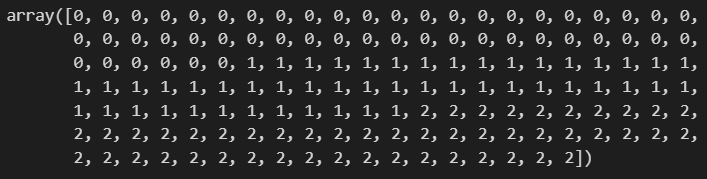 array([0, 0, 0, 0, 0, 0, 0, 0, 0, 0, 0, 0, 0, 0, 0, 0, 0, 0, 0, 0, 0, 0,
0, 0, 0, 0, 0, 0, 0, 0, 0, 0, 0, 0, 0, 0, 0, 0, 0, 0, 0, 0, 0, 0,
0, 0, 0, 0, 0, 0, 1, 1, 1, 1, 1, 1, 1, 1, 1, 1, 1, 1, 1, 1, 1, 1,
1, 1, 1, 1, 1, 1, 1, 1, 1, 1, 1, 1, 1, 1, 1, 1, 1, 1, 1, 1, 1, 1,
1, 1, 1, 1, 1, 1, 1, 1, 1, 1, 1, 1, 2, 2, 2, 2, 2, 2, 2, 2, 2, 2,
2, 2, 2, 2, 2, 2, 2, 2, 2, 2, 2, 2, 2, 2, 2, 2, 2, 2, 2, 2, 2, 2,
2, 2, 2, 2, 2, 2, 2, 2, 2, 2, 2, 2, 2, 2, 2, 2, 2, 2])